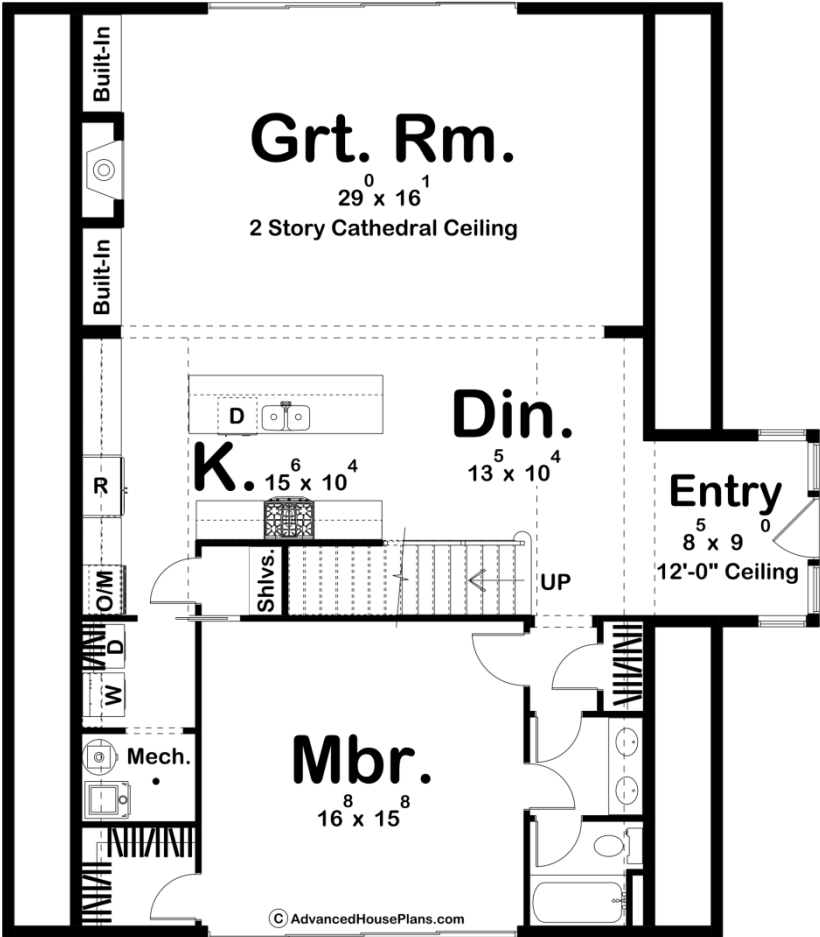 Built-In
Grt. Rm.
29⁰ x 16¹
2 Story Cathedral Ceiling
Built-In
D
Din.
13⁵ x 10⁴
K. 15⁶ x 10⁴
R
Entry
8⁵ x 9⁰
12'-0" Ceiling
O/M
Shlvs.
UP
D
W
Mech.
Mbr.
16⁸ x 15⁸
© AdvancedHousePlans.com